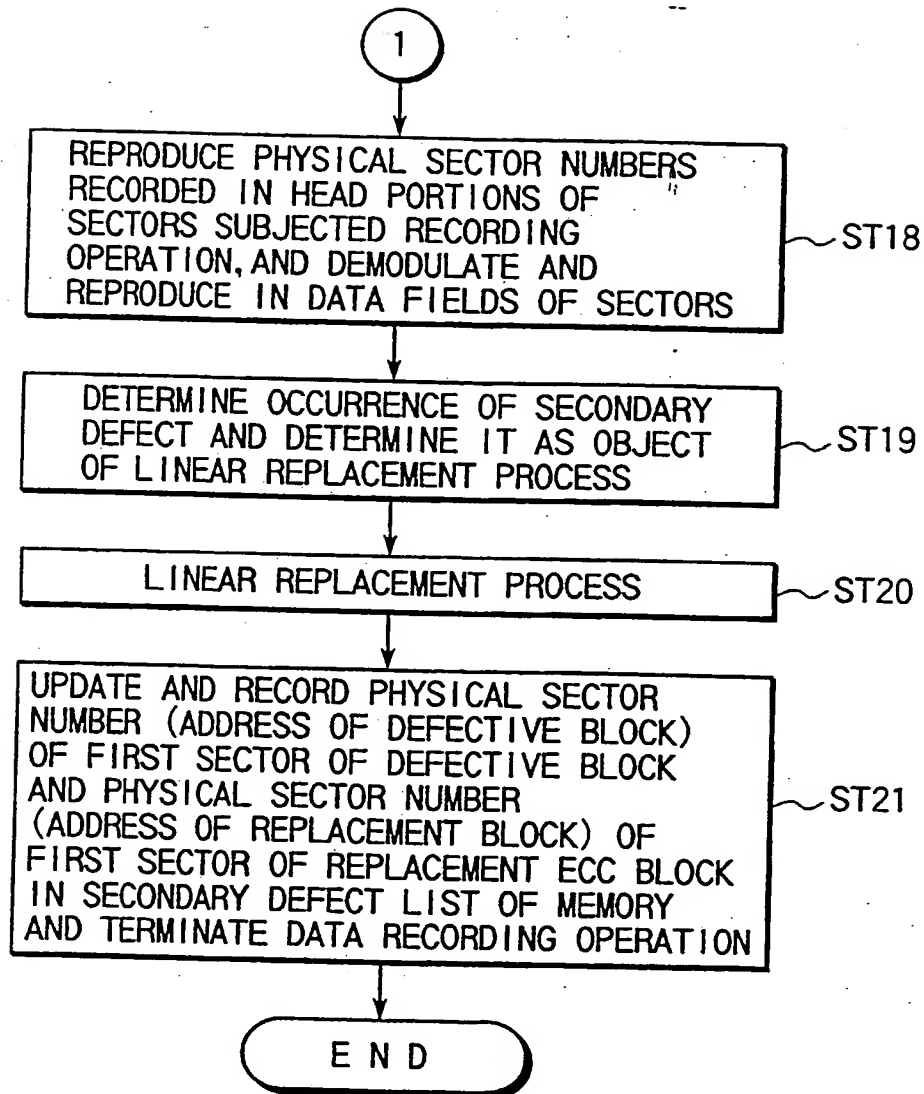 1
REPRODUCE PHYSICAL SECTOR NUMBERS
RECORDED IN HEAD PORTIONS OF
SECTORS SUBJECTED RECORDING
OPERATION, AND DEMODULATE AND
REPRODUCE IN DATA FIELDS OF SECTORS
ST18
DETERMINE OCCURRENCE OF SECONDARY
DEFECT AND DETERMINE IT AS OBJECT
OF LINEAR REPLACEMENT PROCESS
ST19
LINEAR REPLACEMENT PROCESS
ST20
UPDATE AND RECORD PHYSICAL SECTOR
NUMBER (ADDRESS OF DEFECTIVE BLOCK)
OF FIRST SECTOR OF DEFECTIVE BLOCK
AND PHYSICAL SECTOR NUMBER
(ADDRESS OF REPLACEMENT BLOCK) OF
FIRST SECTOR OF REPLACEMENT ECC BLOCK
IN SECONDARY DEFECT LIST OF MEMORY
AND TERMINATE DATA RECORDING OPERATION
ST21
END